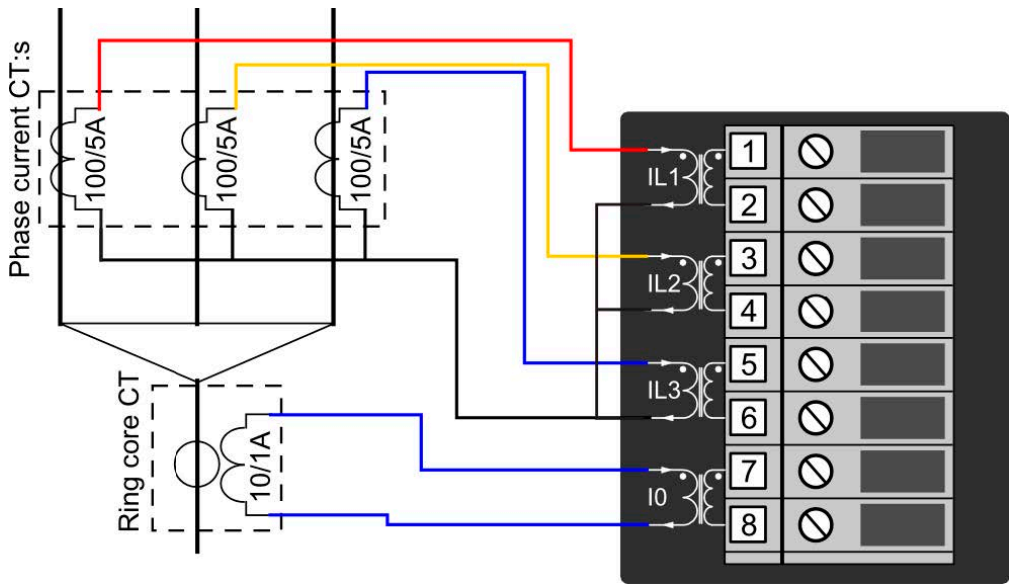 Phase current CT:s
100/5A
100/5A
100/5A
Ring core CT
10/1A
IL1
IL2
IL3
I0
1
2
3
4
5
6
7
8